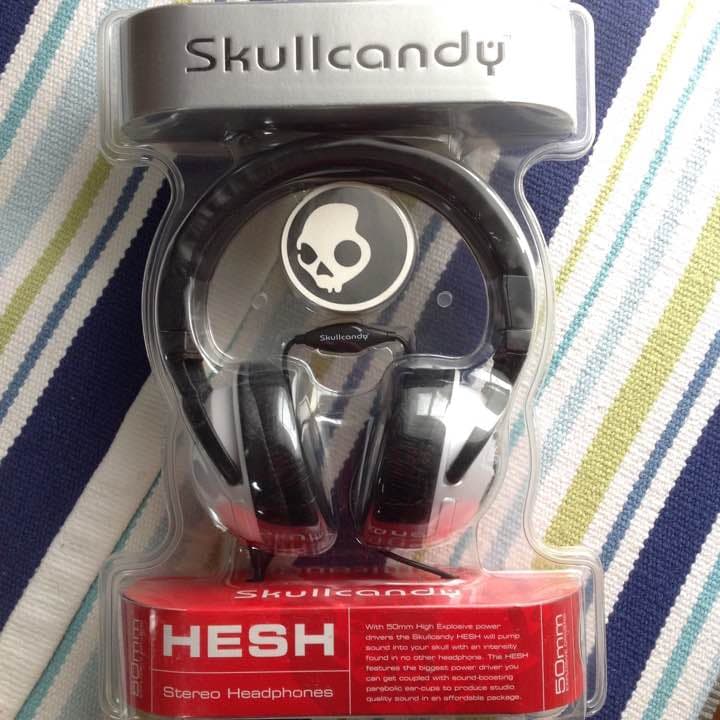 Skullcandy
Skullcandy
Skullcandy
HESH
Stereo Headphones
With 50mm High Explosive power
drivers the Skullcandy HESH will pump
sound into your skull with an intensity
found in no other headphone. The HESH
features the biggest power driver you
can get coupled with sound-boosting
parabolic ear-cups to produce studio
quality sound in an affordable package.
50mm
50mm